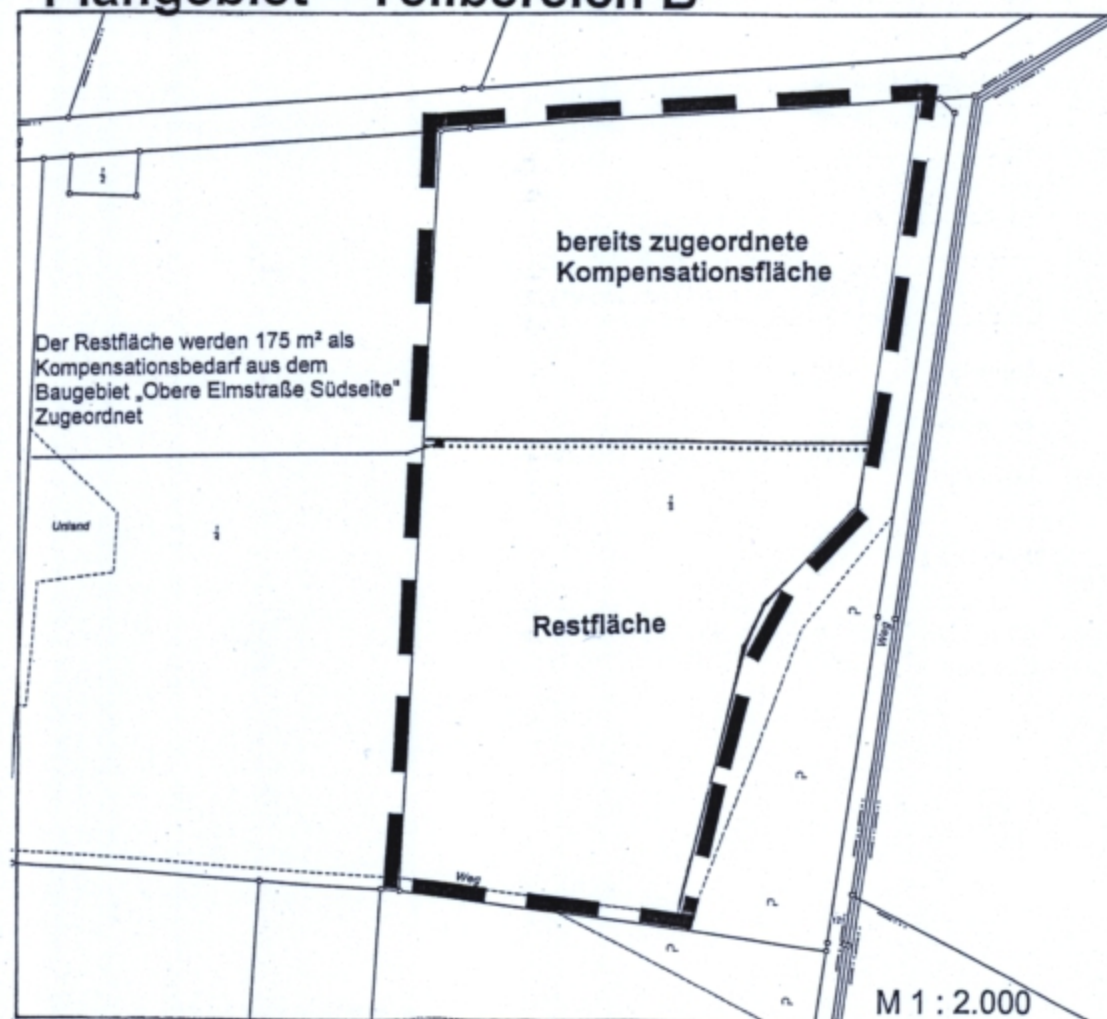 Plangebiet - Teilbereich B
bereits zugeordnete
Kompensationsfläche
Der Restfläche werden 175 m² als
Kompensationsbedarf aus dem
Baugebiet „Obere Elmstraße Südseite"
Zugeordnet
Unland
Restfläche
Weg
Weg
M 1 : 2.000